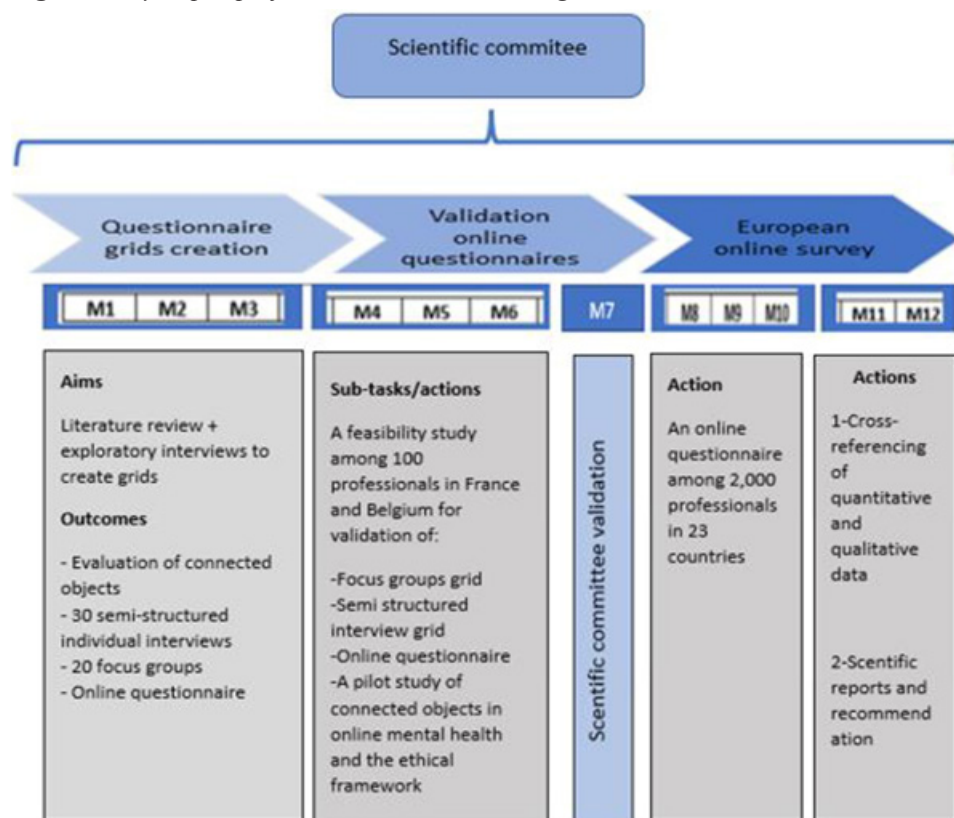 Scientific commitee
Questionnaire
grids creation
Validation
online
questionnaires
European
online survey
M1 M2 M3
M4 M5 M6
M7
M8 M9 M10
M11 M12
Aims
Literature review +
exploratory interviews to
create grids
Outcomes
- Evaluation of connected
objects
- 30 semi-structured
individual interviews
- 20 focus groups
- Online questionnaire
Sub-tasks/actions
A feasibility study
among 100
professionals in France
and Belgium for
validation of:
-Focus groups grid
-Semi structured
interview grid
-Online questionnaire
-A pilot study of
connected objects in
online mental health
and the ethical
framework
Scientific committee validation
Action
An online
questionnaire
among 2,000
professionals
in 23
countries
Actions
1-Cross-
referencing
of
quantitative
and
qualitative
data
2-Scentific
reports and
recommend
ation